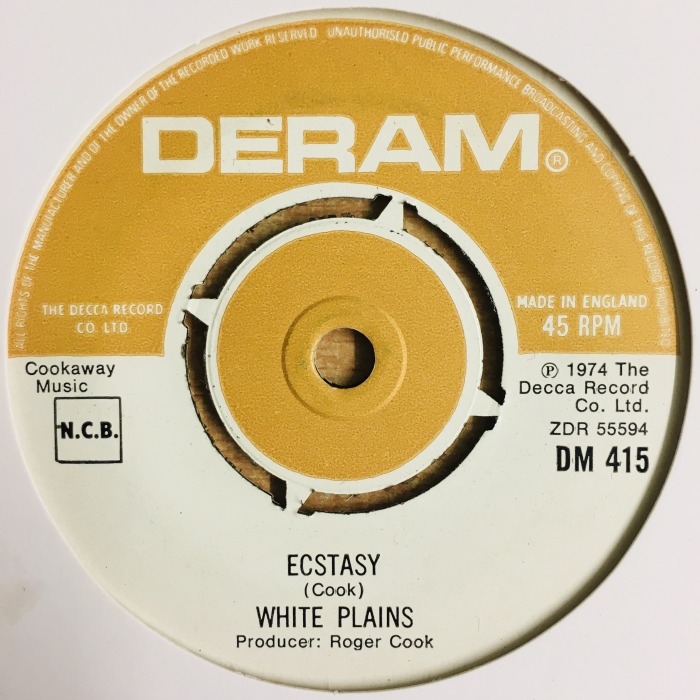 ALL RIGHTS OF THE MANUFACTURER AND OF THE OWNER OF THE RECORDED WORK RESERVED UNAUTHORISED PUBLIC PERFORMANCE BROADCASTING AND COPYING OF THIS RECORD PROHIBITED
DERAM®
THE DECCA RECORD
CO. LTD.
MADE IN ENGLAND
45 RPM
Cookaway
Music
N.C.B.
℗ 1974 The
Decca Record
Co. Ltd.
ZDR 55594
DM 415
ECSTASY
(Cook)
WHITE PLAINS
Producer: Roger Cook